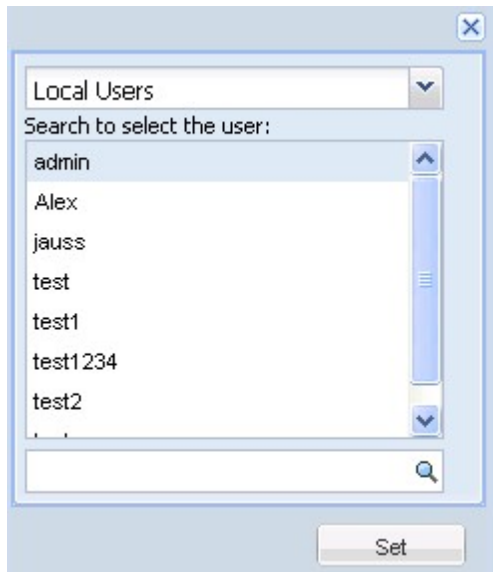 Local Users
Search to select the user:
admin
Alex
jauss
test
test1
test1234
test2
Set